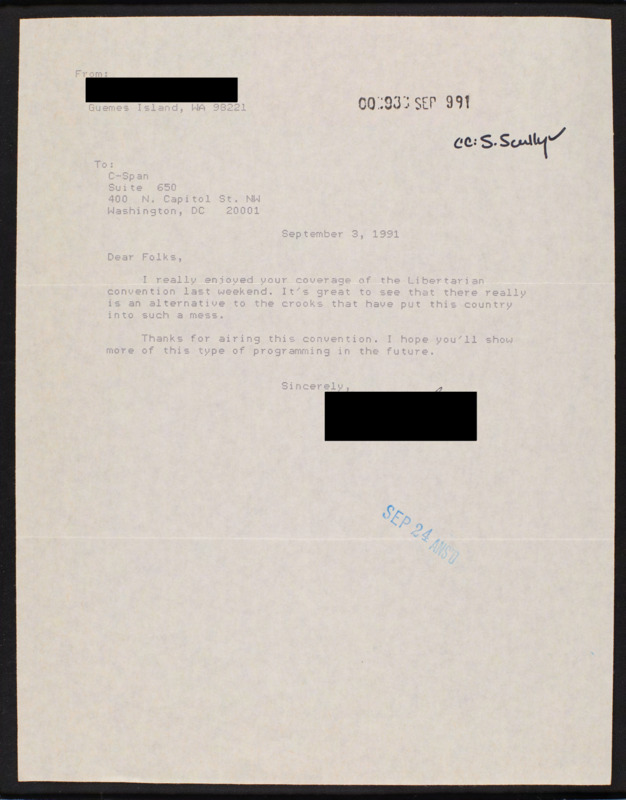 From:
Guemes Island, WA 98221
SEP 991
cc: S. Scully
To:
C-Span
Suite 650
400 N. Capitol St. NW
Washington, DC 20001
September 3, 1991
Dear Folks,
I really enjoyed your coverage of the Libertarian
convention last weekend. It's great to see that there really
is an alternative to the crooks that have put this country
into such a mess.
Thanks for airing this convention. I hope you'll show
more of this type of programming in the future.
Sincerely,
SEP 24 ANS'D